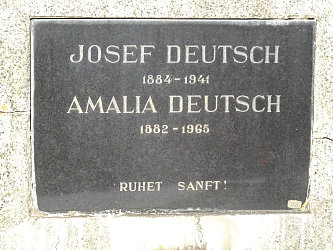 JOSEF DEUTSCH
1884-1941
AMALIA DEUTSCH
1882-1965
RUHET SANFT!